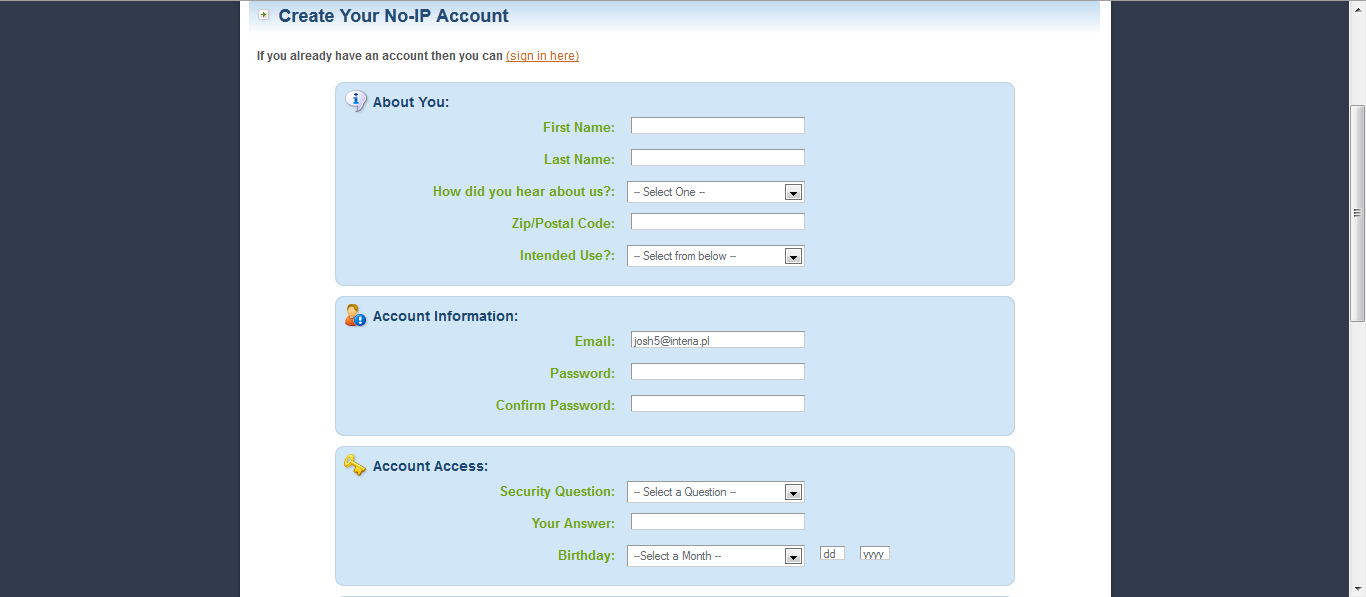 Create Your No-IP Account
If you already have an account then you can (sign in here)
About You:
First Name:
Last Name:
How did you hear about us?: -- Select One --
Zip/Postal Code:
Intended Use?: -- Select from below --
Account Information:
Email: josh5@interia.pl
Password:
Confirm Password:
Account Access:
Security Question: -- Select a Question --
Your Answer:
Birthday: --Select a Month -- dd yyyy